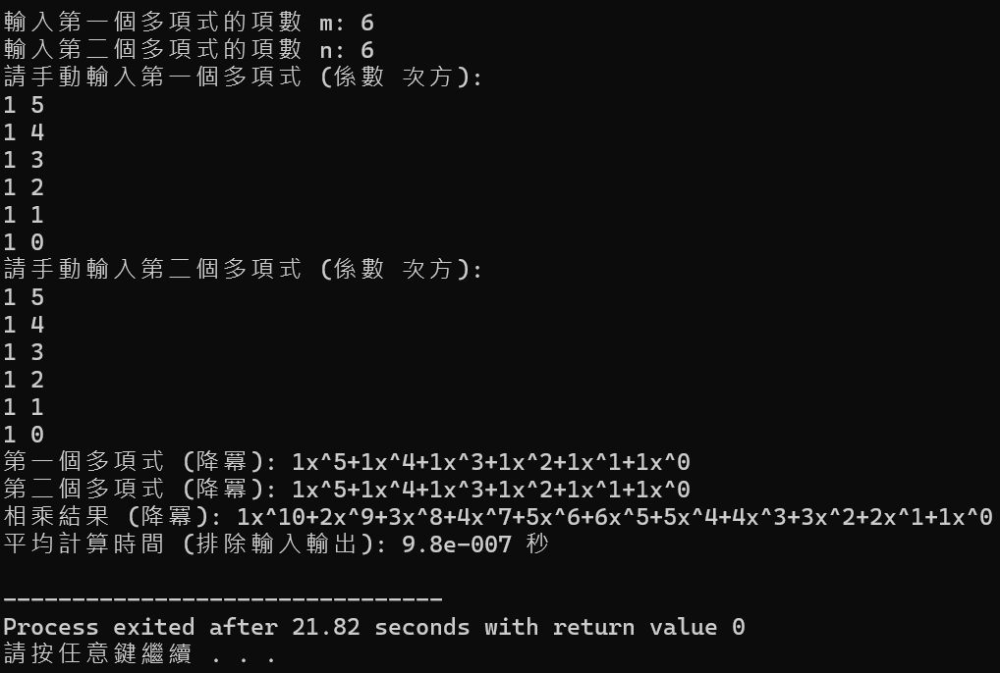 輸入第一個多項式的項數 m: 6
輸入第二個多項式的項數 n: 6
請手動輸入第一個多項式 (係數 次方):
1 5
1 4
1 3
1 2
1 1
1 0
請手動輸入第二個多項式 (係數 次方):
1 5
1 4
1 3
1 2
1 1
1 0
第一個多項式 (降冪): 1x^5+1x^4+1x^3+1x^2+1x^1+1x^0
第二個多項式 (降冪): 1x^5+1x^4+1x^3+1x^2+1x^1+1x^0
相乘結果 (降冪): 1x^10+2x^9+3x^8+4x^7+5x^6+6x^5+5x^4+4x^3+3x^2+2x^1+1x^0
平均計算時間 (排除輸入輸出): 9.8e-007 秒
--------------------------------
Process exited after 21.82 seconds with return value 0
請按任意鍵繼續 . . .